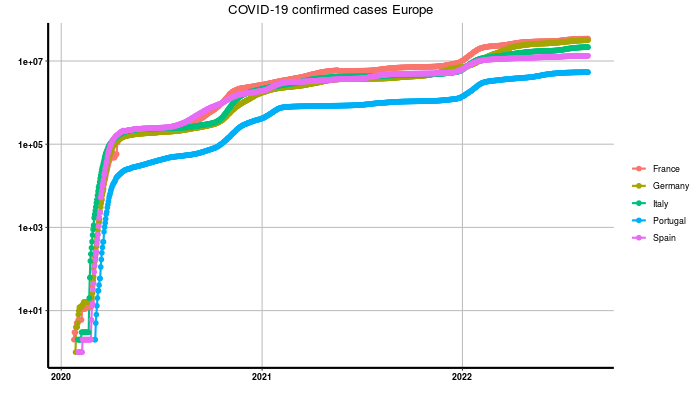 COVID-19 confirmed cases Europe
1e+07
1e+05
1e+03
1e+01
2020
2021
2022
France
Germany
Italy
Portugal
Spain